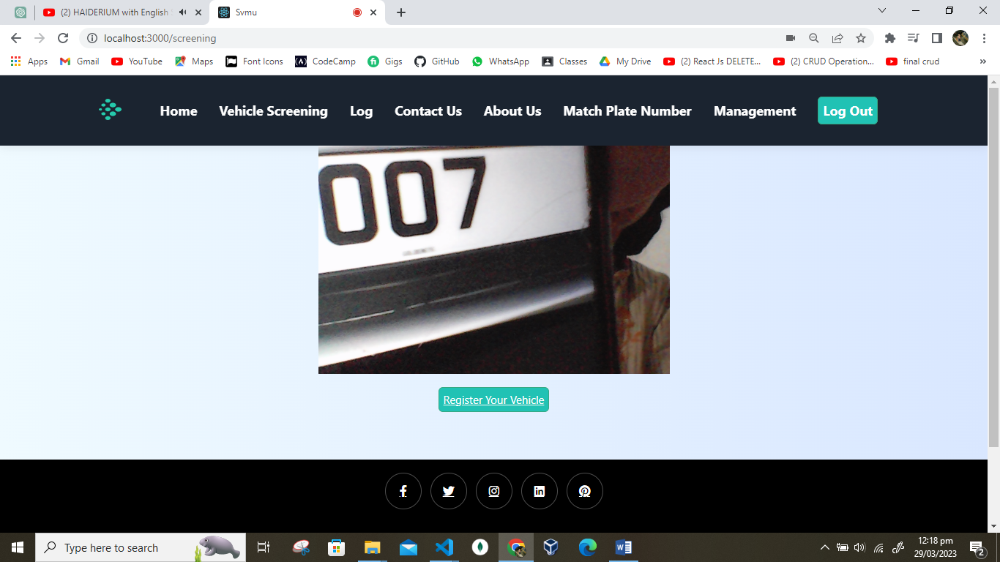 (2) HAIDERIUM with English
Svmu
localhost:3000/screening
Apps
Gmail
YouTube
Maps
Font Icons
CodeCamp
Gigs
GitHub
WhatsApp
Classes
My Drive
(2) React Js DELETE...
(2) CRUD Operation...
final crud
»
Home
Vehicle Screening
Log
Contact Us
About Us
Match Plate Number
Management
Log Out
007
Register Your Vehicle
Type here to search
12:18 pm
29/03/2023
2